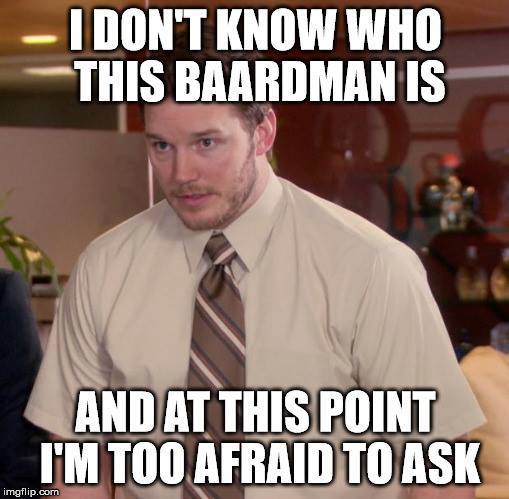 I DON'T KNOW WHO
THIS BAARDMAN IS
AND AT THIS POINT
I'M TOO AFRAID TO ASK
imgflip.com